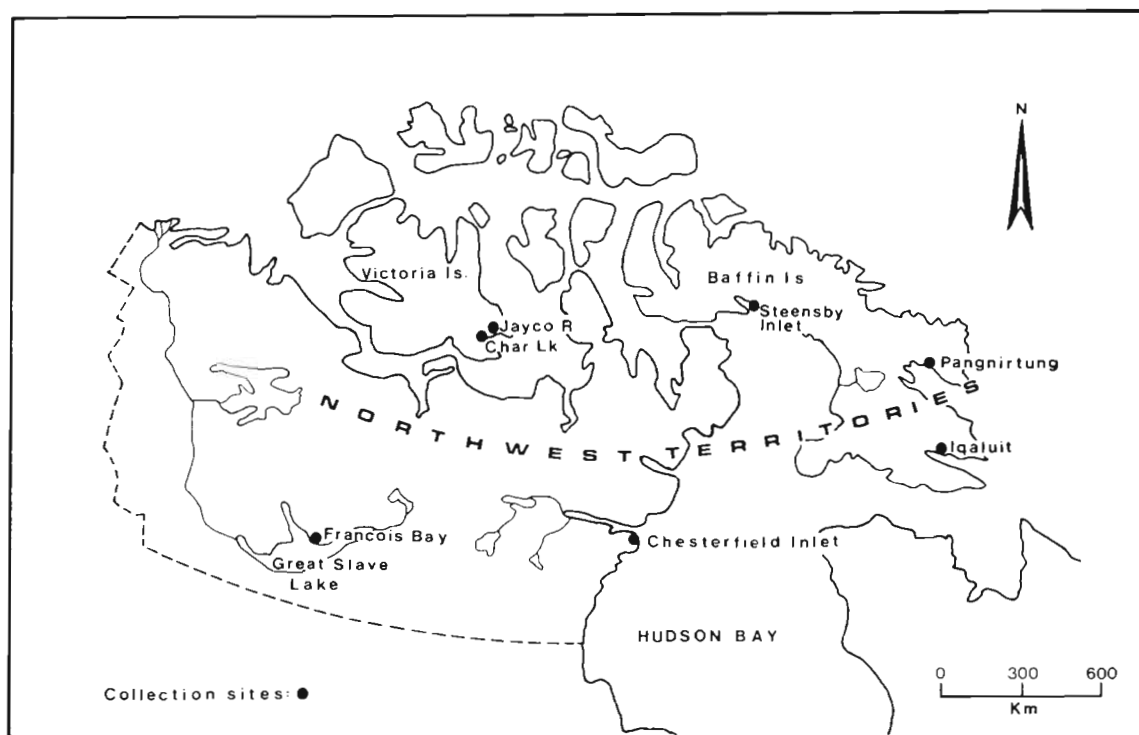 N
Victoria Is.
Baffin Is
Steensby
Inlet
Jayco R
Char Lk
Pangnirtung
NORTHWEST TERRITORIES
Iqaluit
Francois Bay
Chesterfield Inlet
Great Slave
Lake
HUDSON BAY
0 300 600
Km
Collection sites: